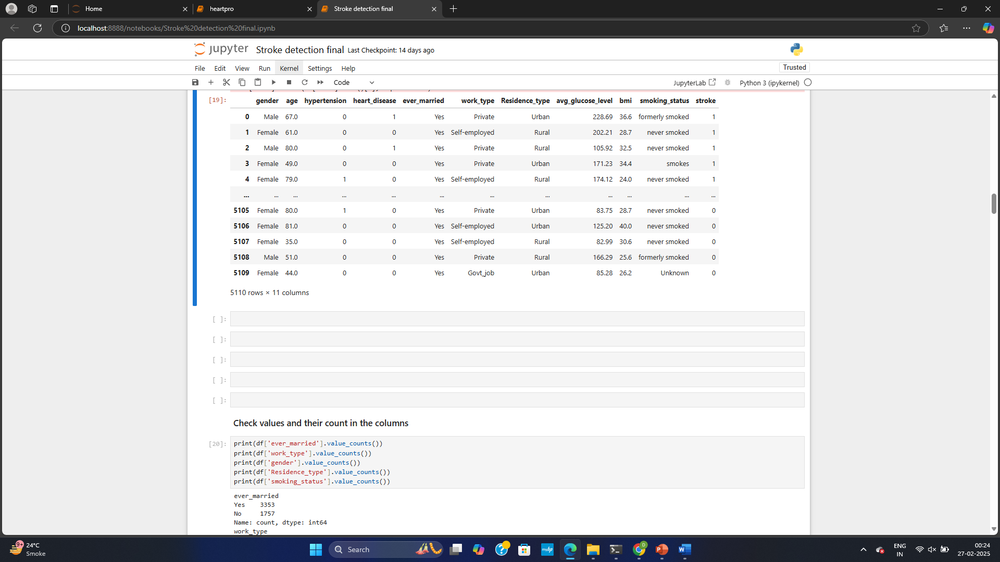 Home
heartpro
Stroke detection final
localhost:8888/notebooks/Stroke%20detection%20final.ipynb
jupyter Stroke detection final Last Checkpoint: 14 days ago
File Edit View Run Kernel Settings Help
Trusted
Code
JupyterLab
Python 3 (ipykernel)
[19]:
gender age hypertension heart_disease ever_married work_type Residence_type avg_glucose_level bmi smoking_status stroke
0 Male 67.0 0 1 Yes Private Urban 228.69 36.6 formerly smoked 1
1 Female 61.0 0 0 Yes Self-employed Rural 202.21 28.7 never smoked 1
2 Male 80.0 0 1 Yes Private Rural 105.92 32.5 never smoked 1
3 Female 49.0 0 0 Yes Private Urban 171.23 34.4 smokes 1
4 Female 79.0 1 0 Yes Self-employed Rural 174.12 24.0 never smoked 1
... ... ... ... ... ... ... ... ... ... ... ...
5105 Female 80.0 1 0 Yes Private Urban 83.75 28.7 never smoked 0
5106 Female 81.0 0 0 Yes Self-employed Urban 125.20 40.0 never smoked 0
5107 Female 35.0 0 0 Yes Self-employed Rural 82.99 30.6 never smoked 0
5108 Male 51.0 0 0 Yes Private Rural 166.29 25.6 formerly smoked 0
5109 Female 44.0 0 0 Yes Govt_job Urban 85.28 26.2 Unknown 0
5110 rows × 11 columns
[ ]:
[ ]:
[ ]:
[ ]:
[ ]:
Check values and their count in the columns
[20]:
print(df['ever_married'].value_counts())
print(df['work_type'].value_counts())
print(df['gender'].value_counts())
print(df['Residence_type'].value_counts())
print(df['smoking_status'].value_counts())
ever_married
Yes 3353
No 1757
Name: count, dtype: int64
work_type
9+
24°C
Smoke
Search
myhp
D
P
W
ENG
IN
00:24
27-02-2025